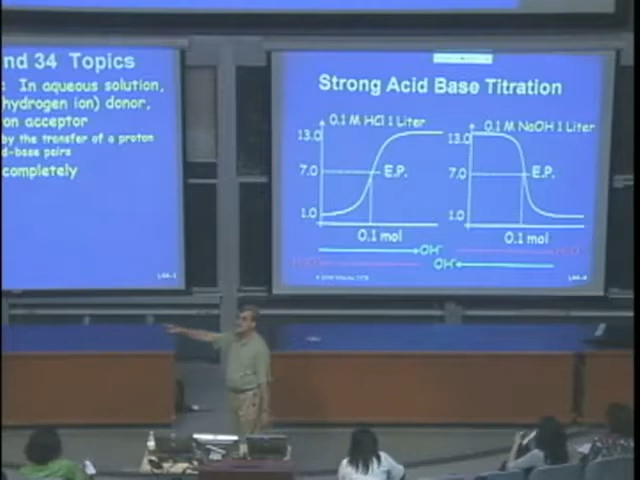 nd 34 Topics
: In aqueous solution,
hydrogen ion) donor,
on acceptor
by the transfer of a proton
d-base pairs
completely
L34-1
Strong Acid Base Titration
0.1 M HCl 1 Liter
13.0
7.0
E.P.
1.0
0.1 mol
OH⁻
0.1 M NaOH 1 Liter
13.0
7.0
E.P.
1.0
0.1 mol
OH⁻